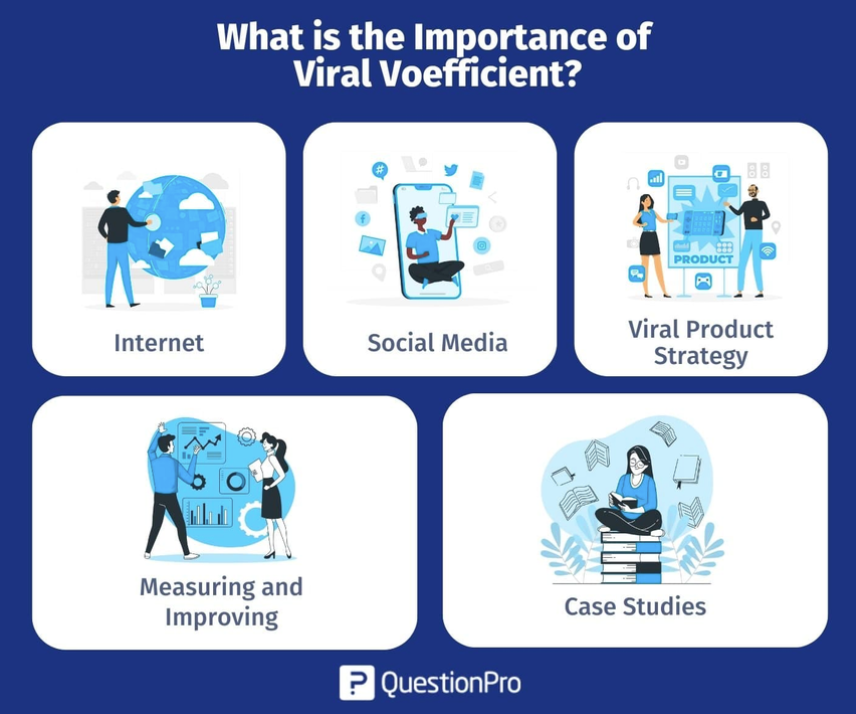 What is the Importance of
Viral Voefficient?
Internet
Social Media
PRODUCT
Viral Product
Strategy
Measuring and
Improving
Case Studies
QuestionPro